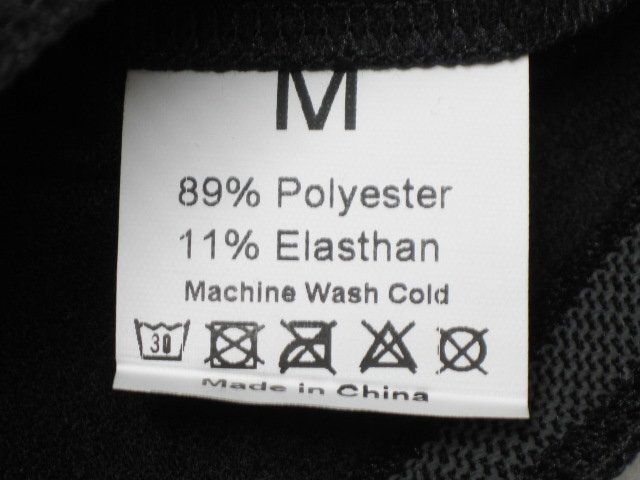 M
89% Polyester
11% Elasthan
Machine Wash Cold
30
Made in China